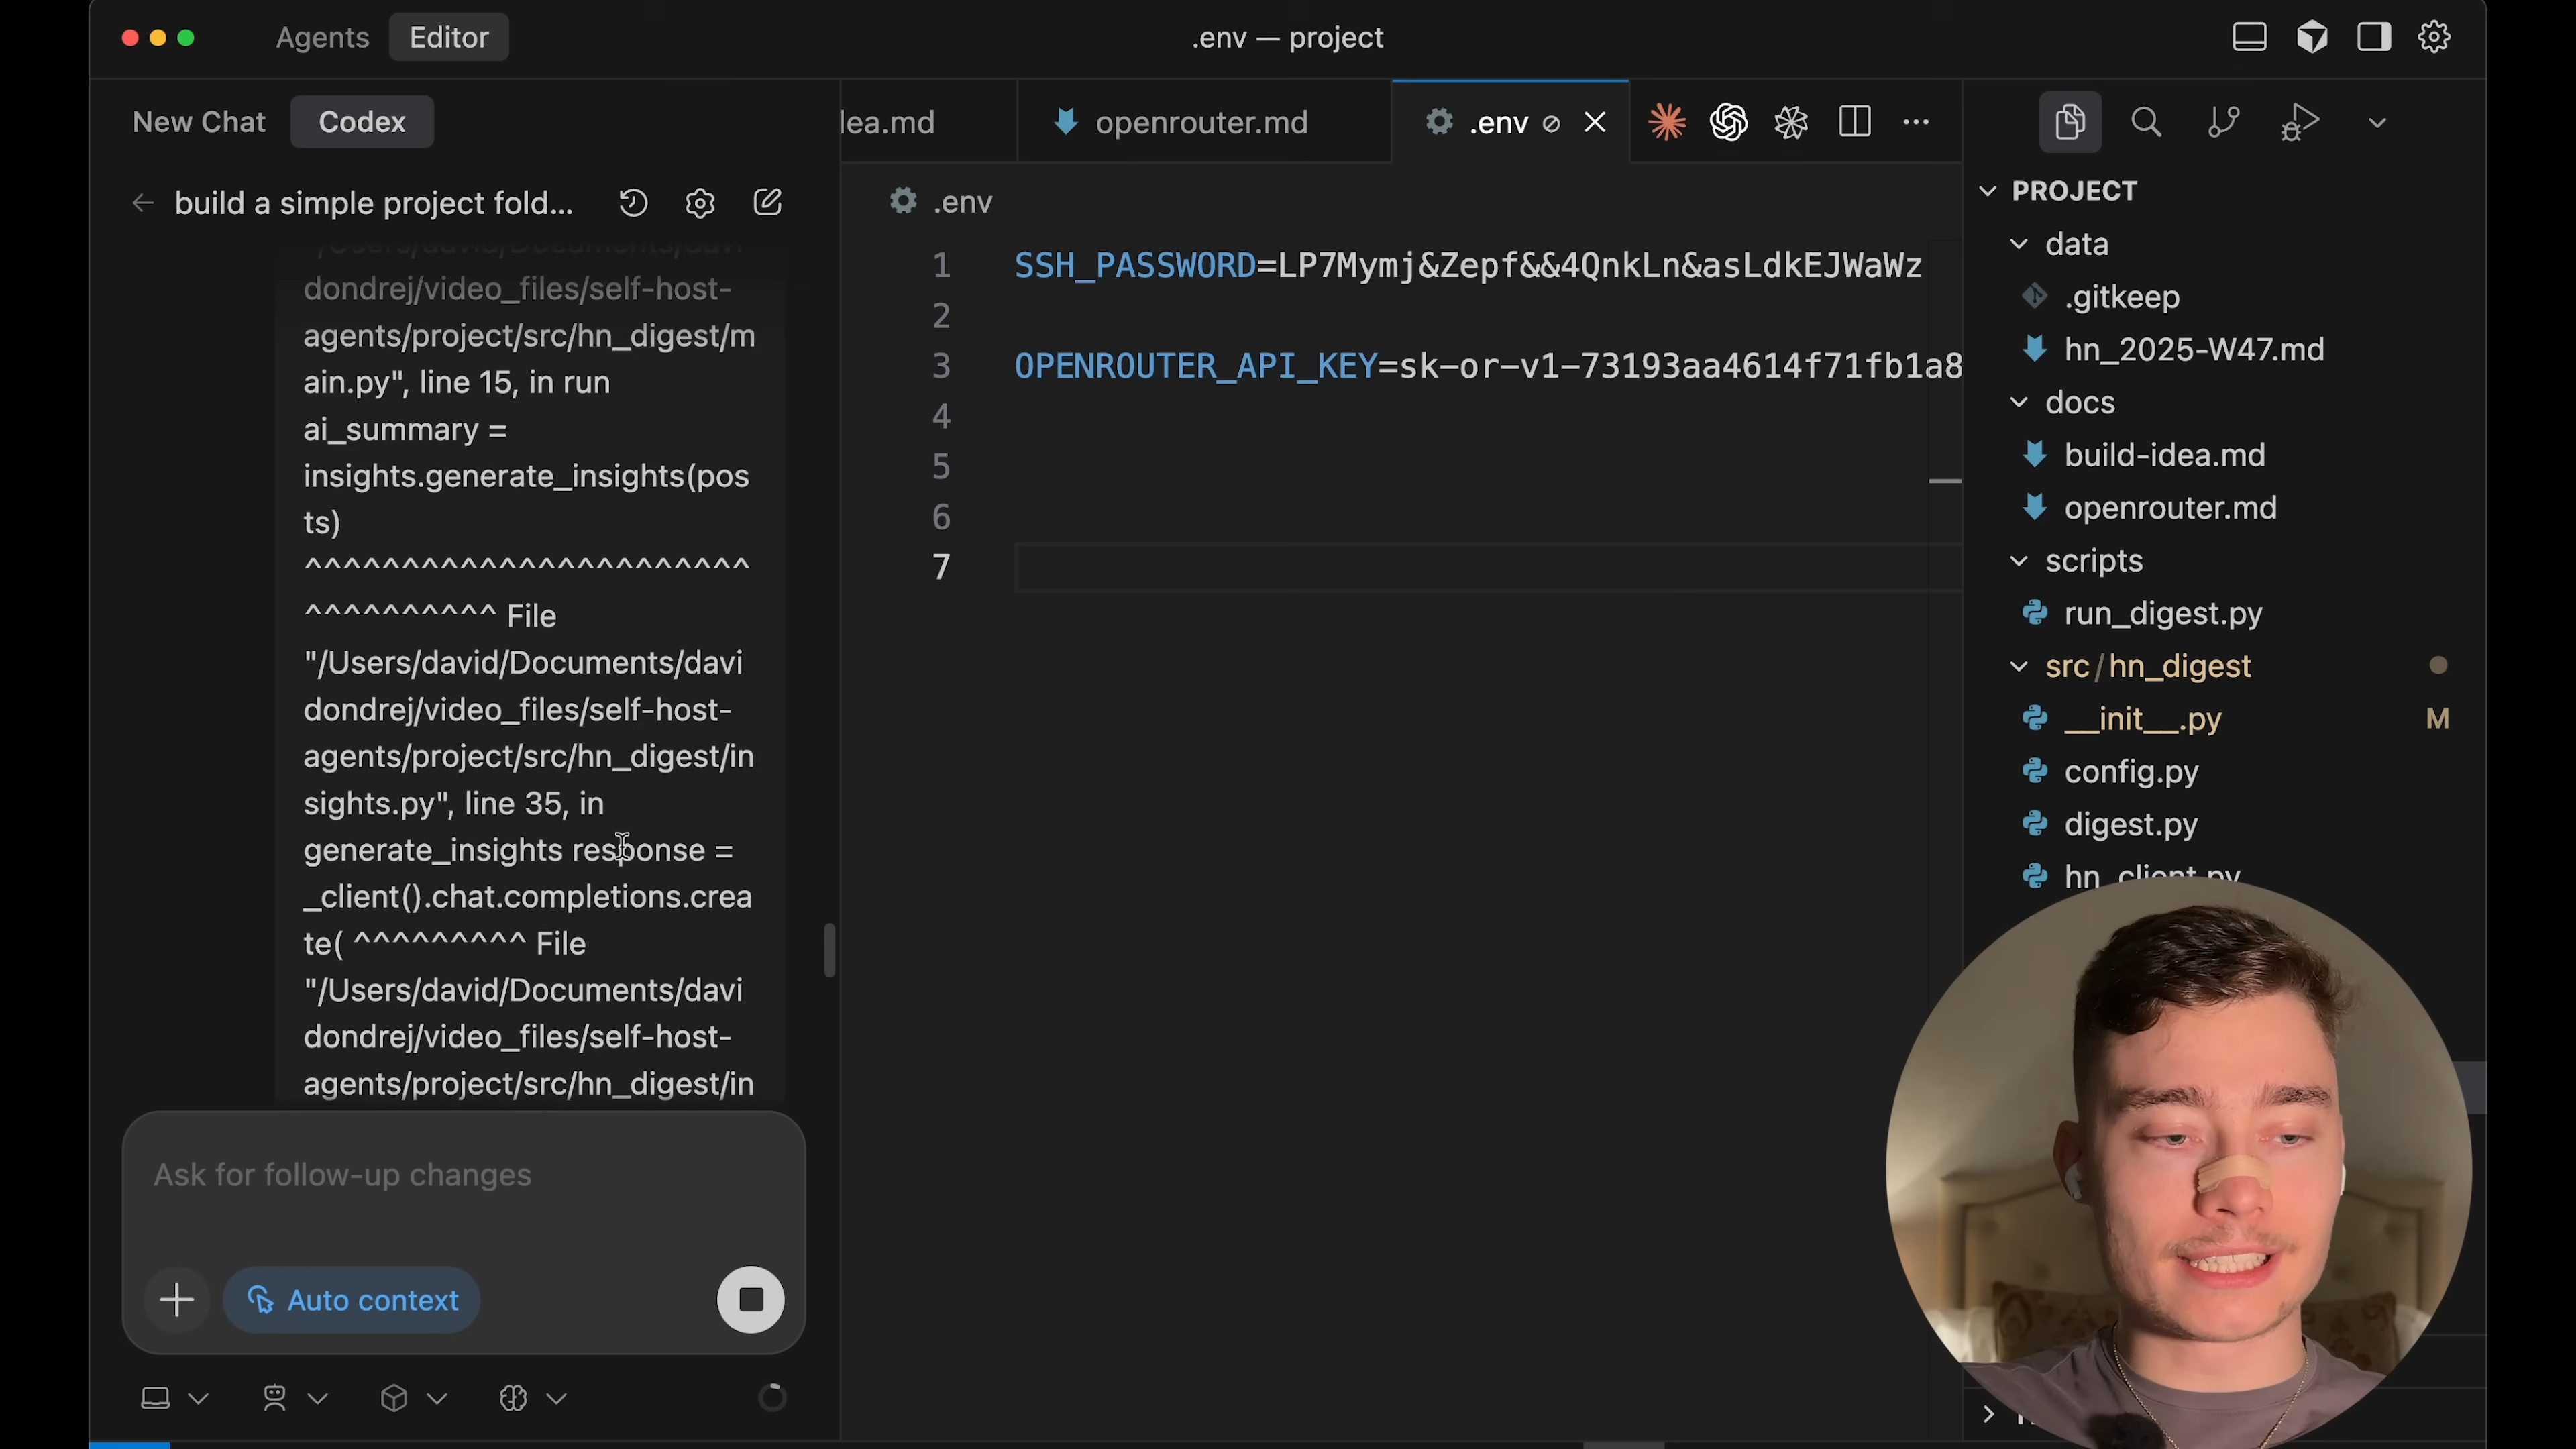 Agents Editor
.env — project
New Chat Codex
lea.md openrouter.md .env
build a simple project fold...
dondrej/video_files/self-host-
agents/project/src/hn_digest/m
ain.py", line 15, in run
ai_summary =
insights.generate_insights(pos
ts)
^^^^^^^^^^^^^^^^^^^^^^^
^^^^^^^^^^ File
"/Users/david/Documents/davi
dondrej/video_files/self-host-
agents/project/src/hn_digest/in
sights.py", line 35, in
generate_insights response =
_client().chat.completions.crea
te( ^^^^^^^^^ File
"/Users/david/Documents/davi
dondrej/video_files/self-host-
agents/project/src/hn_digest/in
Ask for follow-up changes
Auto context
.env
1 SSH_PASSWORD=LP7Mymj&Zepf&&4QnkLn&asLdkEJWaWz
2
3 OPENROUTER_API_KEY=sk-or-v1-73193aa4614f71fb1a8
4
5
6
7
PROJECT
data
.gitkeep
hn_2025-W47.md
docs
build-idea.md
openrouter.md
scripts
run_digest.py
src/hn_digest
__init__.py M
config.py
digest.py
hn_client.py